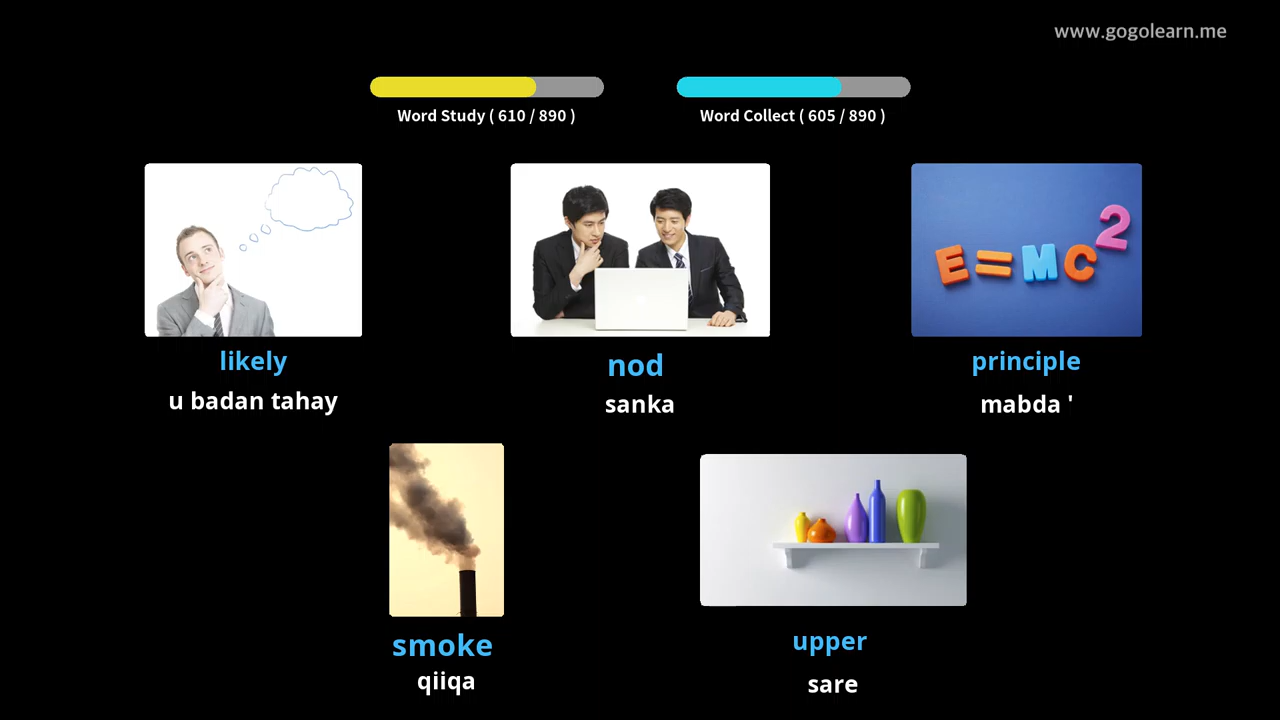 www.gogolearn.me
Word Study ( 610 / 890 )
Word Collect ( 605 / 890 )
E=MC2
likely
nod
principle
u badan tahay
sanka
mabda '
smoke
upper
qiiqa
sare